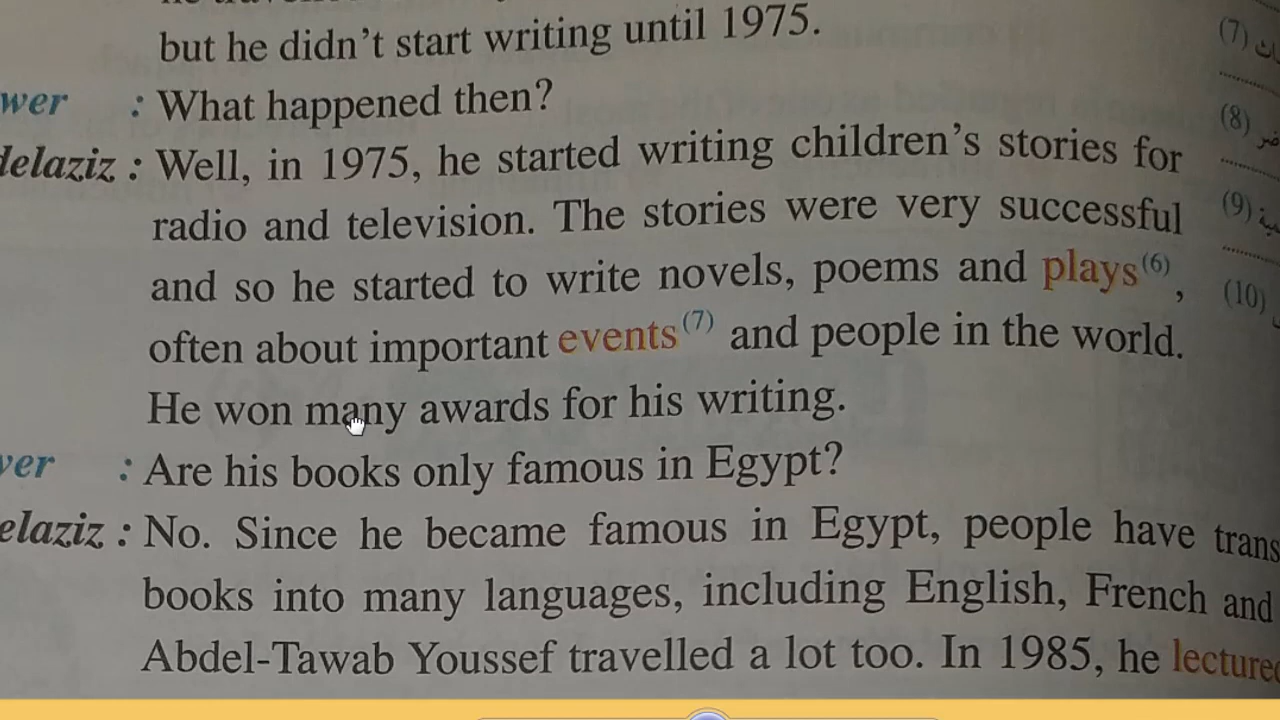 but he didn't start writing until 1975.
wer : What happened then?
delaziz : Well, in 1975, he started writing children's stories for
radio and television. The stories were very successful
and so he started to write novels, poems and plays(6),
often about important events(7) and people in the world.
He won many awards for his writing.
wer : Are his books only famous in Egypt?
elaziz : No. Since he became famous in Egypt, people have trans
books into many languages, including English, French and
Abdel-Tawab Youssef travelled a lot too. In 1985, he lectured
(7)
(8)
(9)
(10)